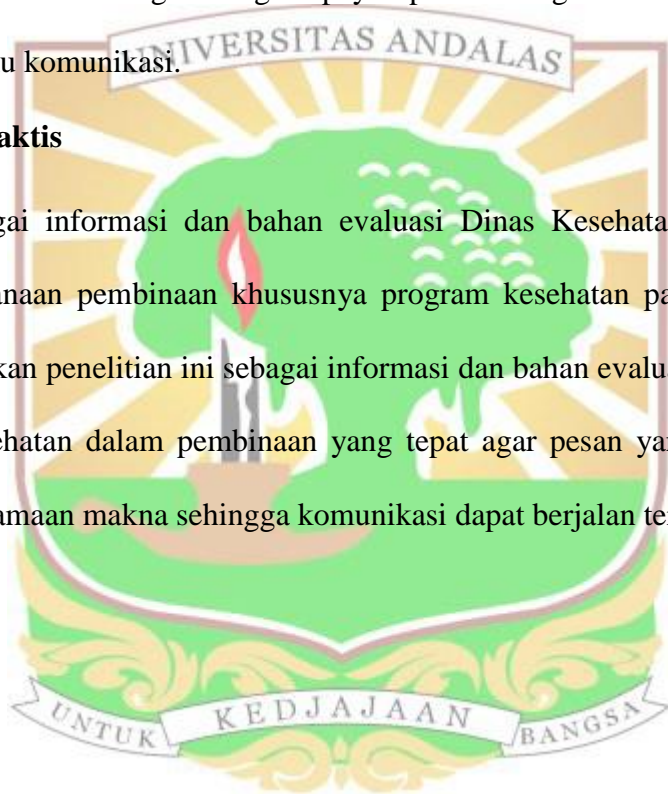 UNIVERSITAS ANDALAS
u komunikasi.
aktis
gai informasi dan bahan evaluasi Dinas Kesehata
anaan pembinaan khususnya program kesehatan pa
kan penelitian ini sebagai informasi dan bahan evalua
ehatan dalam pembinaan yang tepat agar pesan ya
amaan makna sehingga komunikasi dapat berjalan te
UNTUK KEDJAJAAN BANGSA